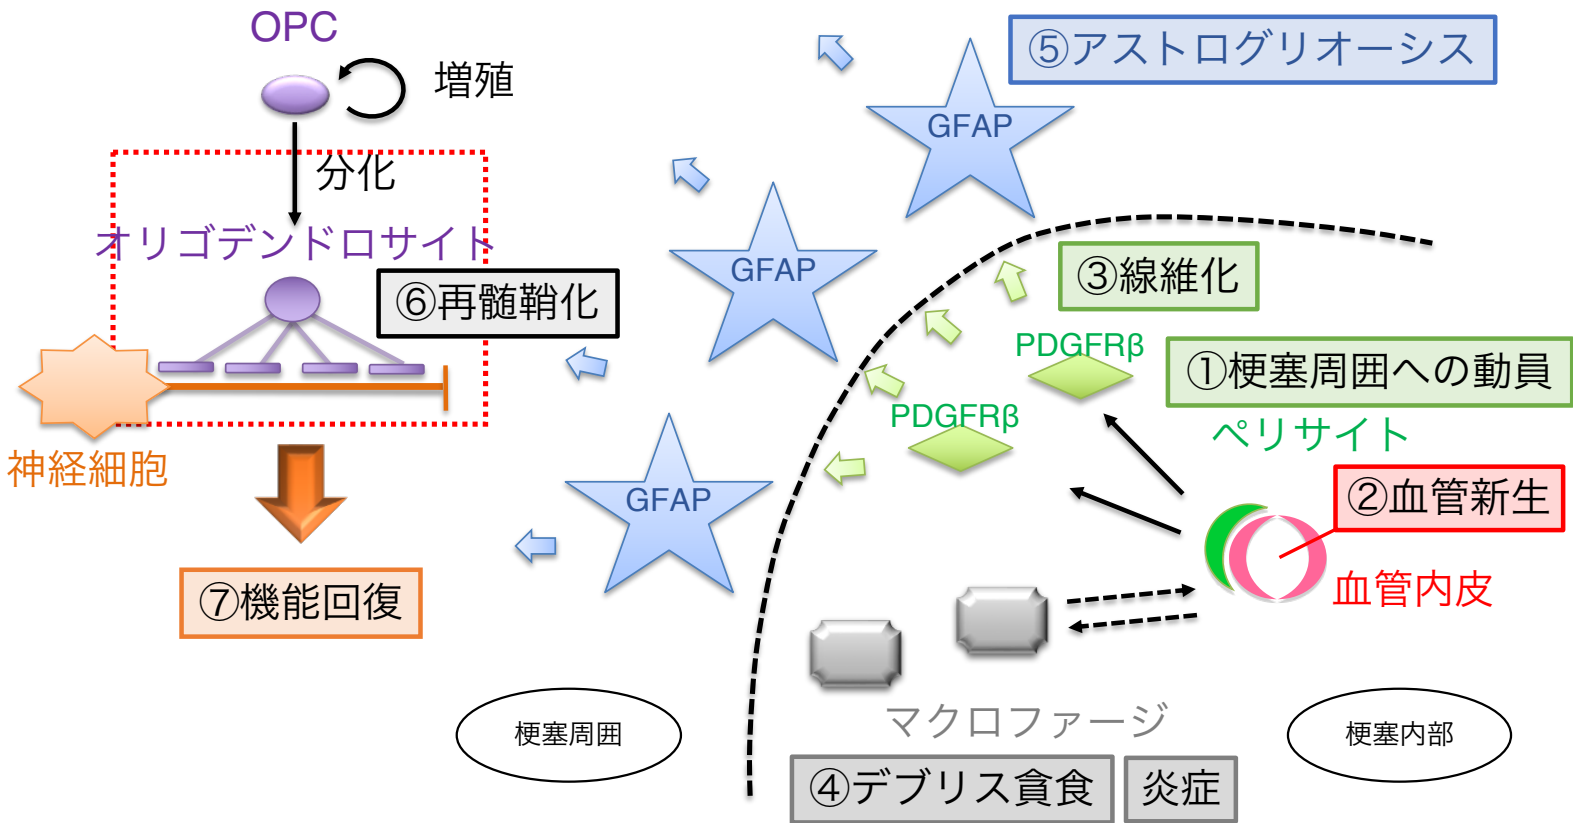 OPC
増殖
分化
オリゴデンドロサイト
⑥再髄鞘化
神経細胞
⑦機能回復
⑤アストログリオーシス
GFAP
GFAP
GFAP
③線維化
PDGFRβ
PDGFRβ
①梗塞周囲への動員
ペリサイト
②血管新生
血管内皮
マクロファージ
④デブリス貪食
炎症
梗塞周囲
梗塞内部